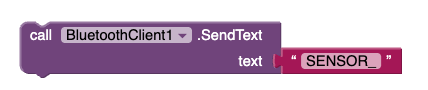 call BluetoothClient1 .SendText
text " SENSOR_ "